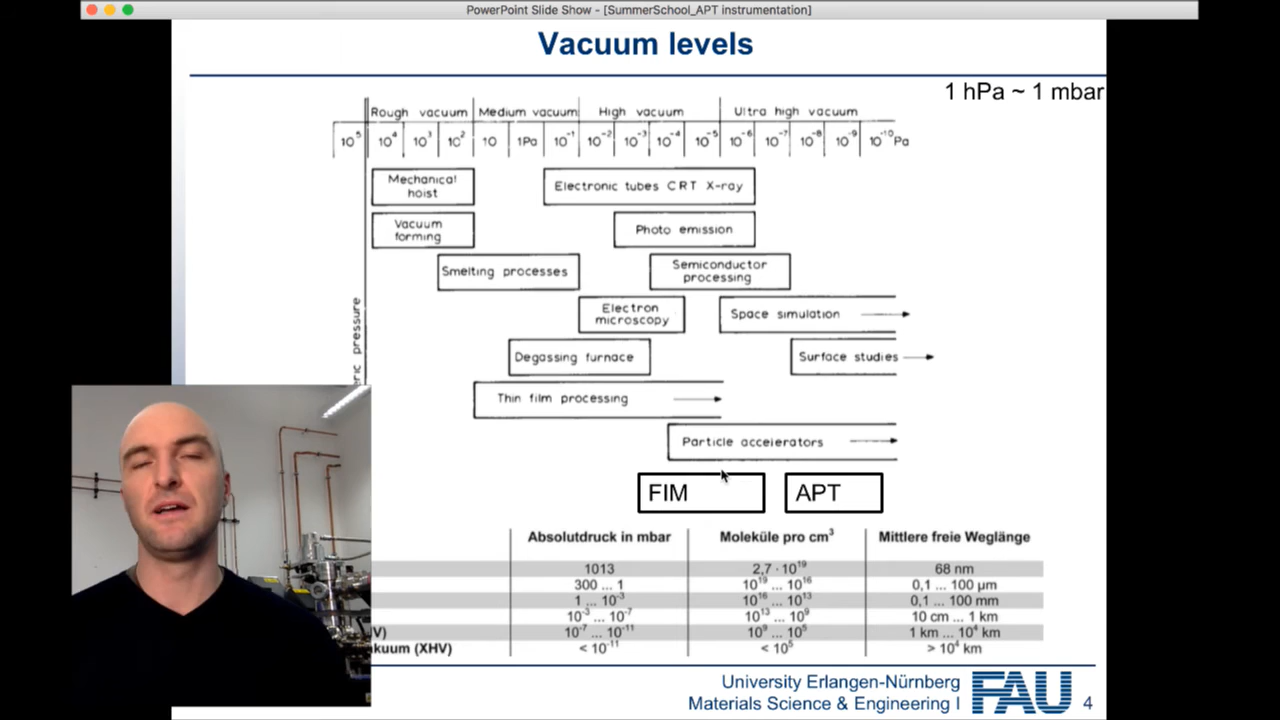 PowerPoint Slide Show - [SummerSchool_APT instrumentation]
Vacuum levels
1 hPa ~ 1 mbar
Rough vacuum Medium vacuum High vacuum Ultra high vacuum
10⁵ 10⁴ 10³ 10² 10 1Pa 10⁻¹ 10⁻² 10⁻³ 10⁻⁴ 10⁻⁵ 10⁻⁶ 10⁻⁷ 10⁻⁸ 10⁻⁹ 10⁻¹⁰ Pa
Mechanical
hoist
Electronic tubes CRT X-ray
Vacuum
forming
Photo emission
Smelting processes
Semiconductor
processing
Electron
microscopy
Space simulation
Degassing furnace
Surface studies
Thin film processing
Particle accelerators
eric pressure
FIM
APT
Absolutdruck in mbar Moleküle pro cm³ Mittlere freie Weglänge
1013 2,7 · 10¹⁹ 68 nm
300 ... 1 10¹⁹ ... 10¹⁶ 0,1 ... 100 µm
1 ... 10⁻³ 10¹⁶ ... 10¹³ 0,1 ... 100 mm
10⁻³ ... 10⁻⁷ 10¹³ ... 10⁹ 10 cm ... 1 km
V) 10⁻⁷ ... 10⁻¹¹ 10⁹ ... 10⁵ 1 km ... 10⁴ km
kuum (XHV) < 10⁻¹¹ < 10⁵ > 10⁴ km
University Erlangen-Nürnberg
Materials Science & Engineering I
FAU
4